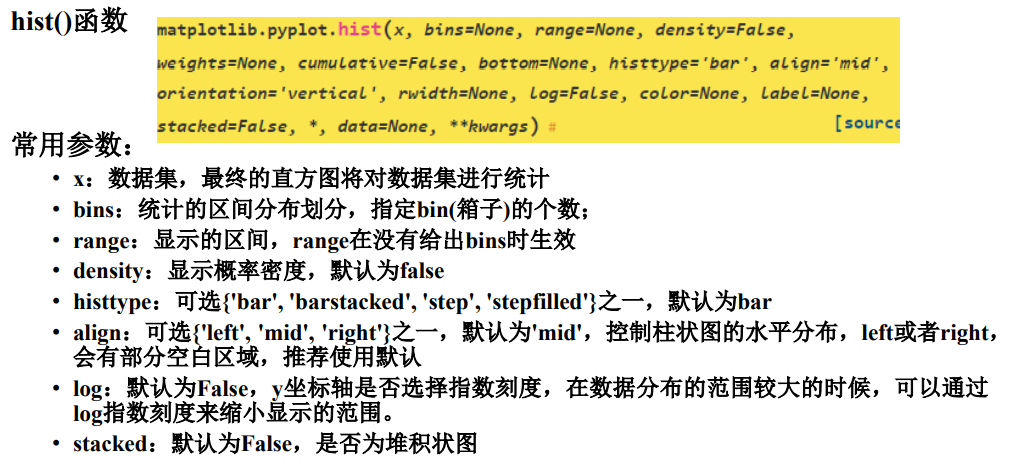 hist()函数
matplotlib.pyplot.hist(x, bins=None, range=None, density=False,
weights=None, cumulative=False, bottom=None, histtype='bar', align='mid',
orientation='vertical', rwidth=None, log=False, color=None, label=None,
stacked=False, *, data=None, **kwargs) #
[source
常用参数：
• x：数据集，最终的直方图将对数据集进行统计
• bins：统计的区间分布划分，指定bin(箱子)的个数；
• range：显示的区间，range在没有给出bins时生效
• density：显示概率密度，默认为false
• histtype：可选{'bar', 'barstacked', 'step', 'stepfilled'}之一，默认为bar
• align：可选{'left', 'mid', 'right'}之一，默认为'mid'，控制柱状图的水平分布，left或者right，
会有部分空白区域，推荐使用默认
• log：默认为False，y坐标轴是否选择指数刻度，在数据分布的范围较大的时候，可以通过
log指数刻度来缩小显示的范围。
• stacked：默认为False，是否为堆积状图